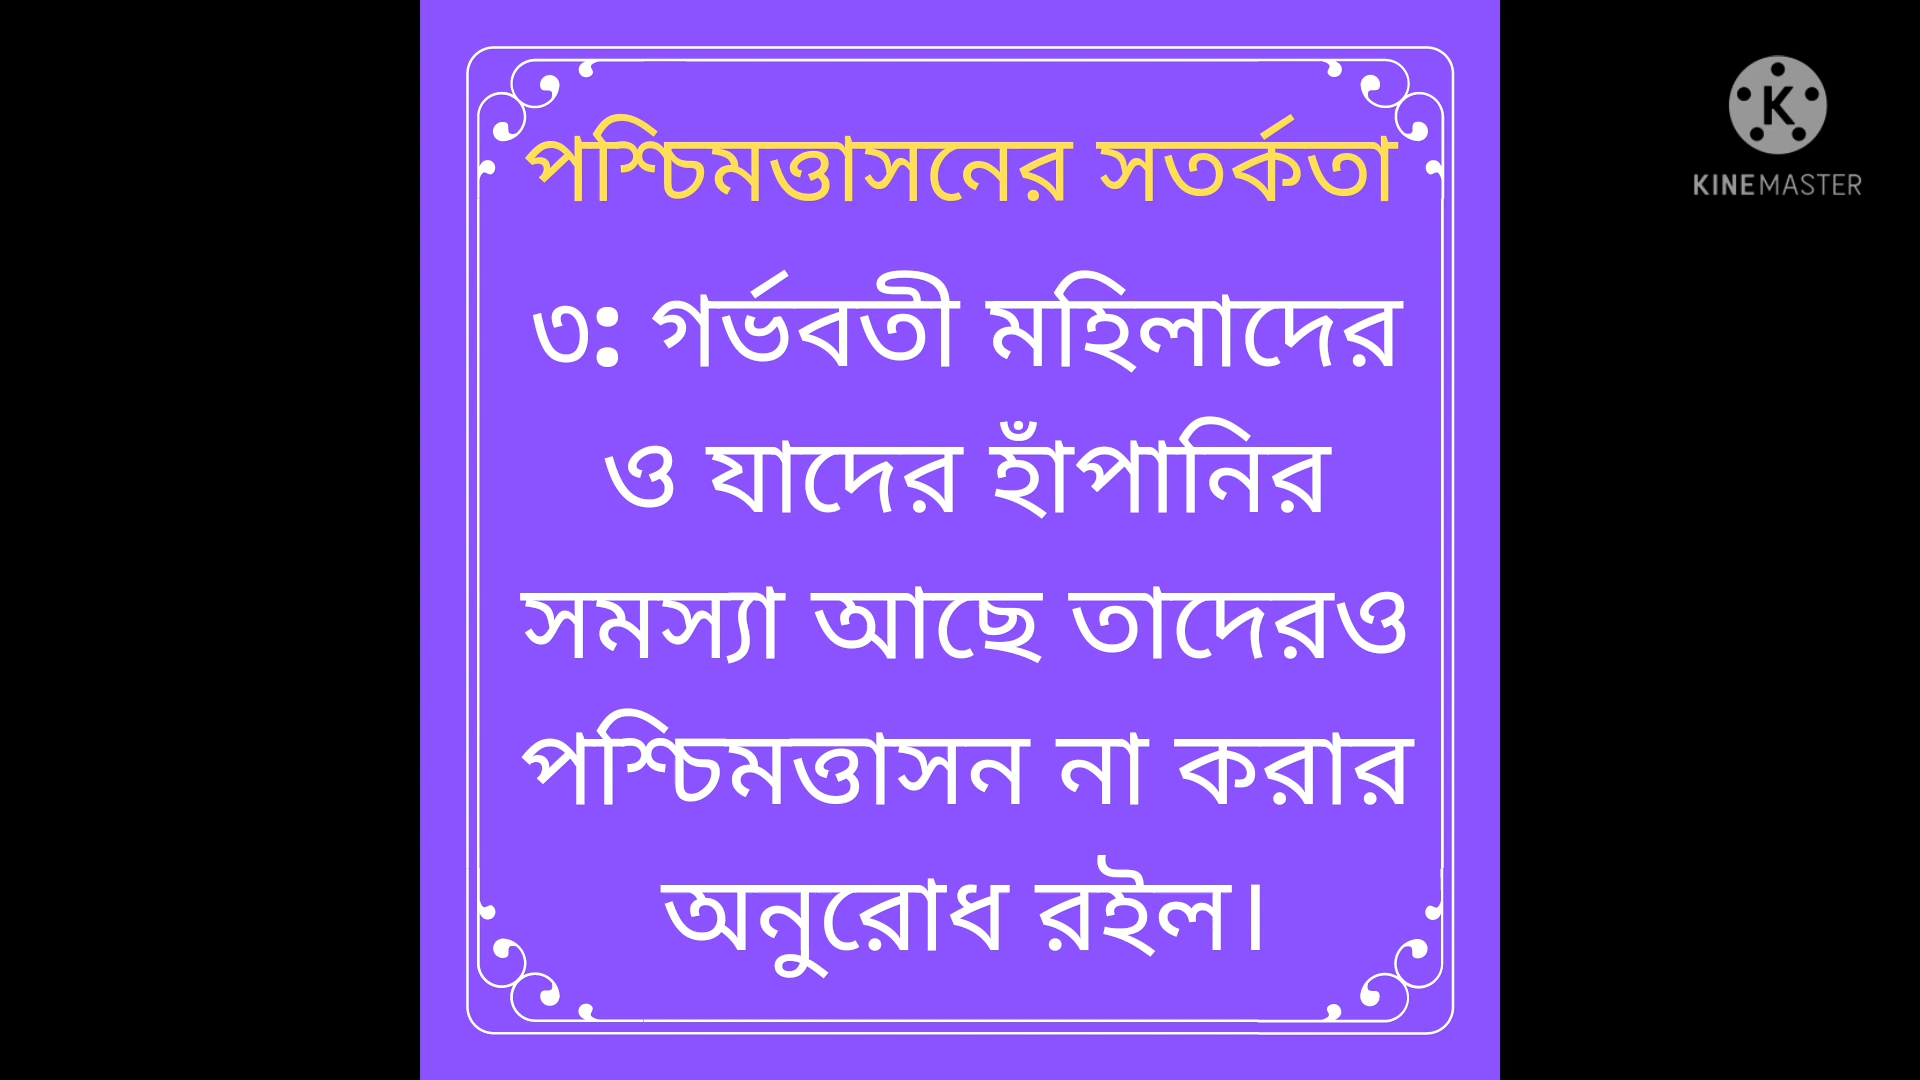 পশ্চিমত্তাসনের সতর্কতা
৩: গর্ভবতী মহিলাদের
ও যাদের হাঁপানির
সমস্যা আছে তাদেরও
পশ্চিমত্তাসন না করার
অনুরোধ রইল।
K
KINEMASTER